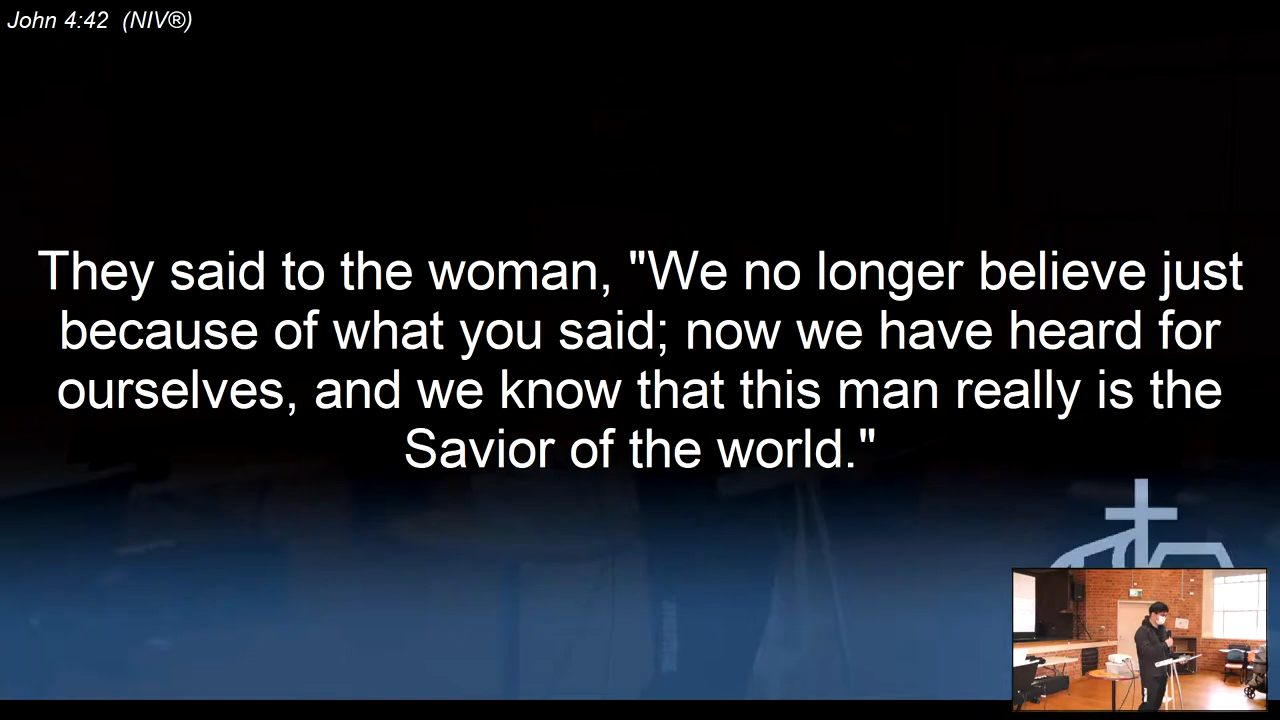 John 4:42  (NIV®)
They said to the woman, "We no longer believe just
because of what you said; now we have heard for
ourselves, and we know that this man really is the
Savior of the world."